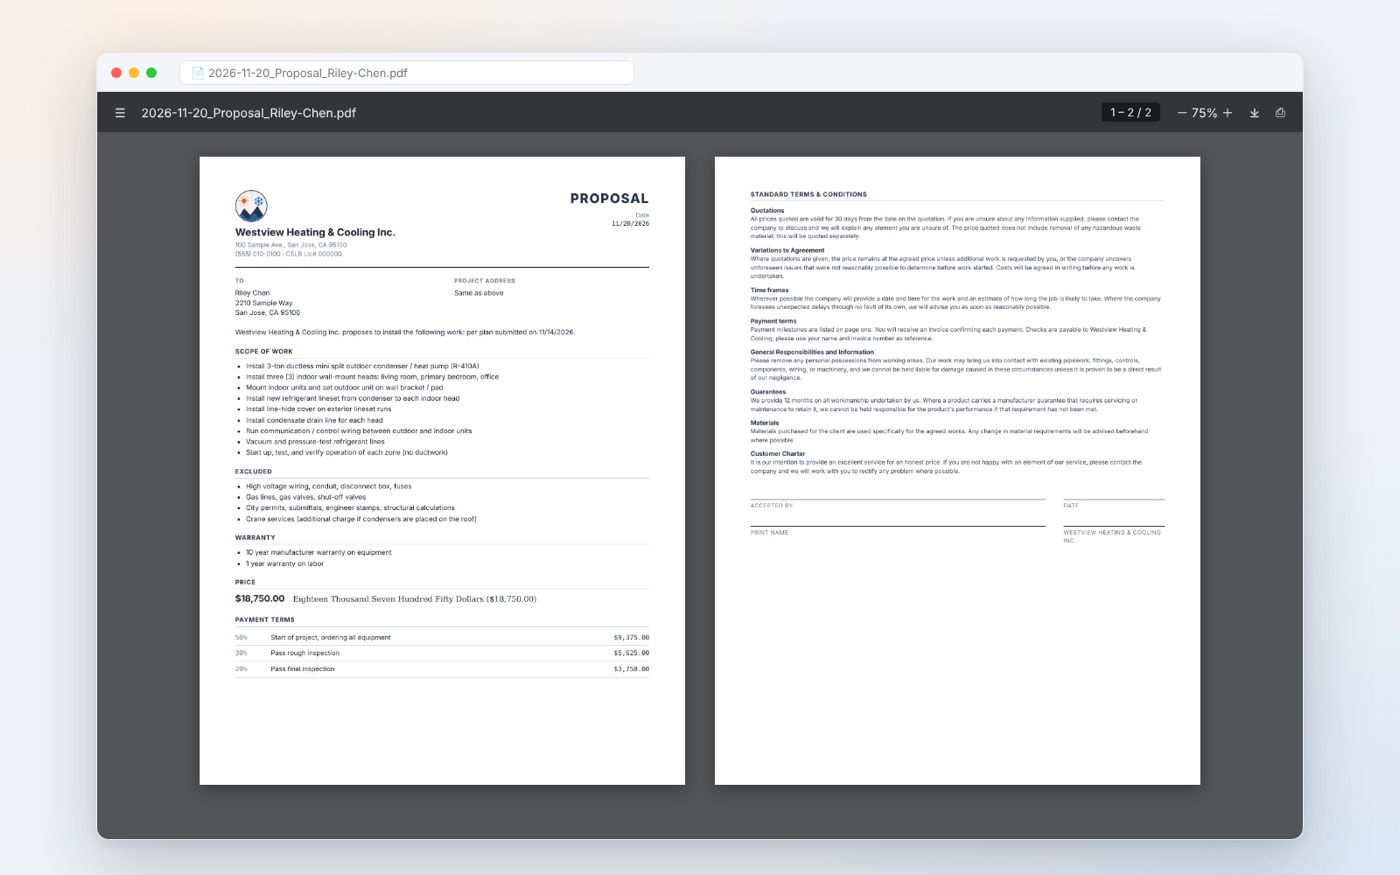 2026-11-20_Proposal_Riley-Chen.pdf
2026-11-20_Proposal_Riley-Chen.pdf
1 – 2 / 2
75%
PROPOSAL
Date
11/20/2026
Westview Heating & Cooling Inc.
100 Sample Ave., San Jose, CA 95100
(555) 010-0100 · CSLB Lic# 000000
TO
Riley Chen
2210 Sample Way
San Jose, CA 95100
PROJECT ADDRESS
Same as above
Westview Heating & Cooling Inc. proposes to install the following work: per plan submitted on 11/14/2026.
SCOPE OF WORK
• Install 3-ton ductless mini split outdoor condenser / heat pump (R-410A)
• Install three (3) indoor wall-mount heads: living room, primary bedroom, office
• Mount indoor units and set outdoor unit on wall bracket / pad
• Install new refrigerant lineset from condenser to each indoor head
• Install line-hide cover on exterior lineset runs
• Install condensate drain line for each head
• Run communication / control wiring between outdoor and indoor units
• Vacuum and pressure-test refrigerant lines
• Start up, test, and verify operation of each zone (no ductwork)
EXCLUDED
• High voltage wiring, conduit, disconnect box, fuses
• Gas lines, gas valves, shut-off valves
• City permits, submittals, engineer stamps, structural calculations
• Crane services (additional charge if condensers are placed on the roof)
WARRANTY
• 10 year manufacturer warranty on equipment
• 1 year warranty on labor
PRICE
$18,750.00 Eighteen Thousand Seven Hundred Fifty Dollars ($18,750.00)
PAYMENT TERMS
50% Start of project, ordering all equipment $9,375.00
30% Pass rough inspection $5,625.00
20% Pass final inspection $3,750.00
STANDARD TERMS & CONDITIONS
Quotations
All prices quoted are valid for 30 days from the date on the quotation. If you are unsure about any information supplied, please contact the
company to discuss and we will explain any element you are unsure of. The price quoted does not include removal of any hazardous waste
material; this will be quoted separately.
Variations to Agreement
Where quotations are given, the price remains at the agreed price unless additional work is requested by you, or the company uncovers
unforeseen issues that were not reasonably possible to determine before work started. Costs will be agreed in writing before any work is
undertaken.
Time frames
Wherever possible the company will provide a date and time for the work and an estimate of how long the job is likely to take. Where the company
foresees unexpected delays through no fault of its own, we will advise you as soon as reasonably possible.
Payment terms
Payment milestones are listed on page one. You will receive an invoice confirming each payment. Checks are payable to Westview Heating &
Cooling; please use your name and invoice number as reference.
General Responsibilities and Information
Please remove any personal possessions from working areas. Our work may bring us into contact with existing pipework, fittings, controls,
components, wiring, or machinery, and we cannot be held liable for damage caused in these circumstances unless it is proven to be a direct result
of our negligence.
Guarantees
We provide 12 months on all workmanship undertaken by us. Where a product carries a manufacturer guarantee that requires servicing or
maintenance to retain it, we cannot be held responsible for the product's performance if that requirement has not been met.
Materials
Materials purchased for the client are used specifically for the agreed works. Any change in material requirements will be advised beforehand
where possible.
Customer Charter
It is our intention to provide an excellent service for an honest price. If you are not happy with an element of our service, please contact the
company and we will work with you to rectify any problem where possible.
ACCEPTED BY
DATE
PRINT NAME
WESTVIEW HEATING & COOLING
INC.